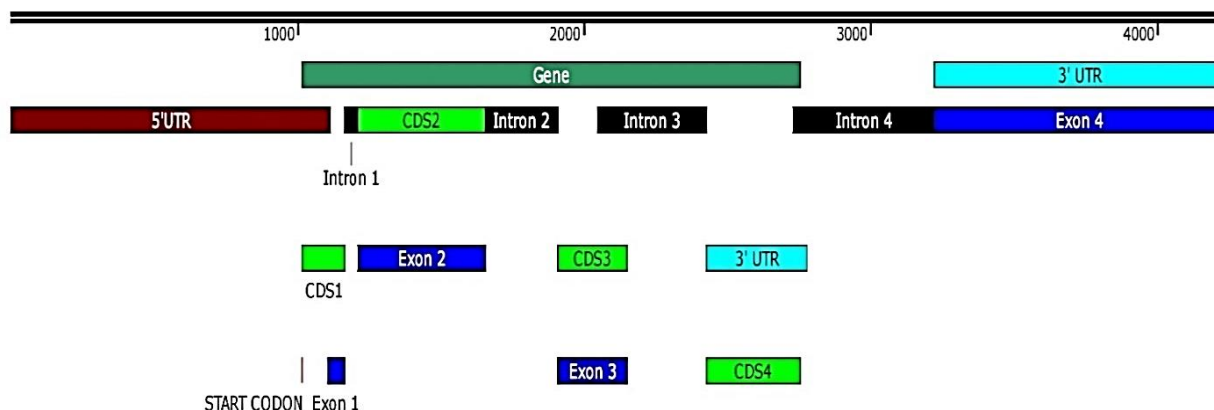 1000 2000 3000 4000
Gene 3' UTR
5'UTR CDS2 Intron 2 Intron 3 Intron 4 Exon 4
Intron 1
Exon 2 CDS3 3' UTR
CDS1
Exon 3 CDS4
START CODON Exon 1